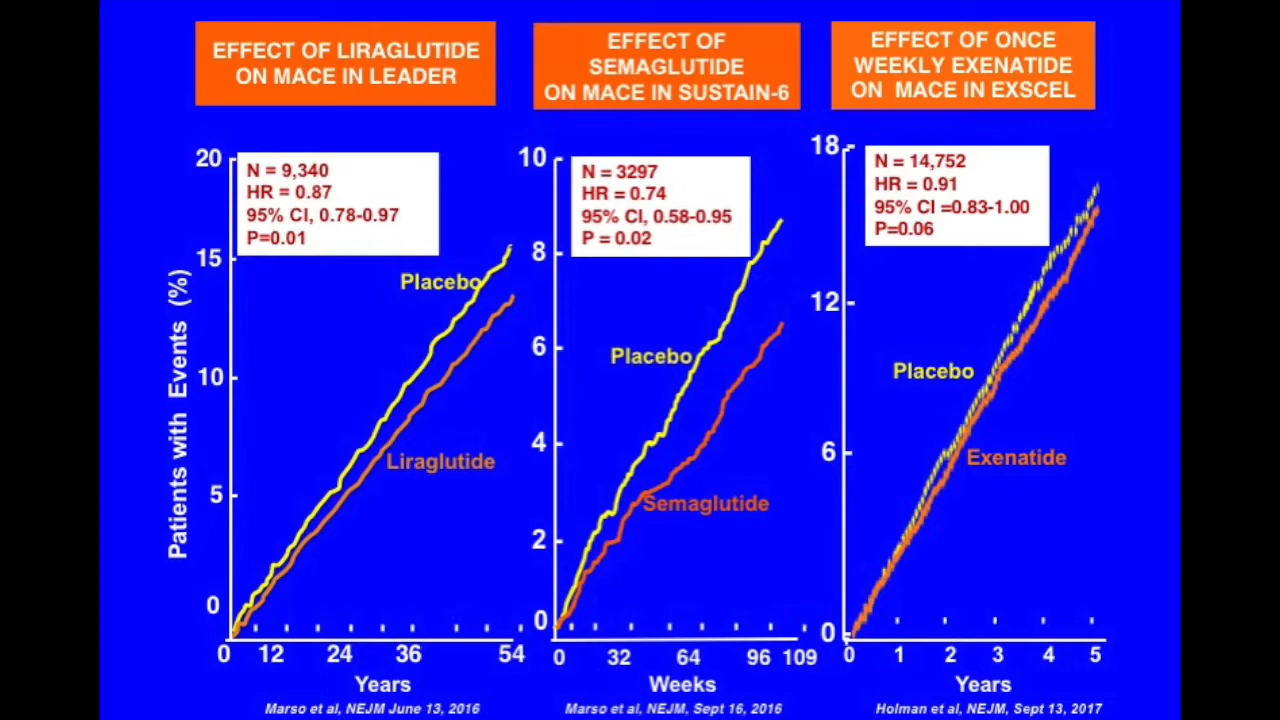 EFFECT OF LIRAGLUTIDE
ON MACE IN LEADER
EFFECT OF
SEMAGLUTIDE
ON MACE IN SUSTAIN-6
EFFECT OF ONCE
WEEKLY EXENATIDE
ON MACE IN EXSCEL
Patients with Events (%)
20
15
10
5
0
N = 9,340
HR = 0.87
95% CI, 0.78-0.97
P=0.01
Placebo
Liraglutide
0 12 24 36 54
Years
Marso et al, NEJM June 13, 2016
10
8
6
4
2
0
N = 3297
HR = 0.74
95% CI, 0.58-0.95
P = 0.02
Placebo
Semaglutide
0 32 64 96 109
Weeks
Marso et al, NEJM, Sept 16, 2016
18
12
6
0
N = 14,752
HR = 0.91
95% CI =0.83-1.00
P=0.06
Placebo
Exenatide
0 1 2 3 4 5
Years
Holman et al, NEJM, Sept 13, 2017